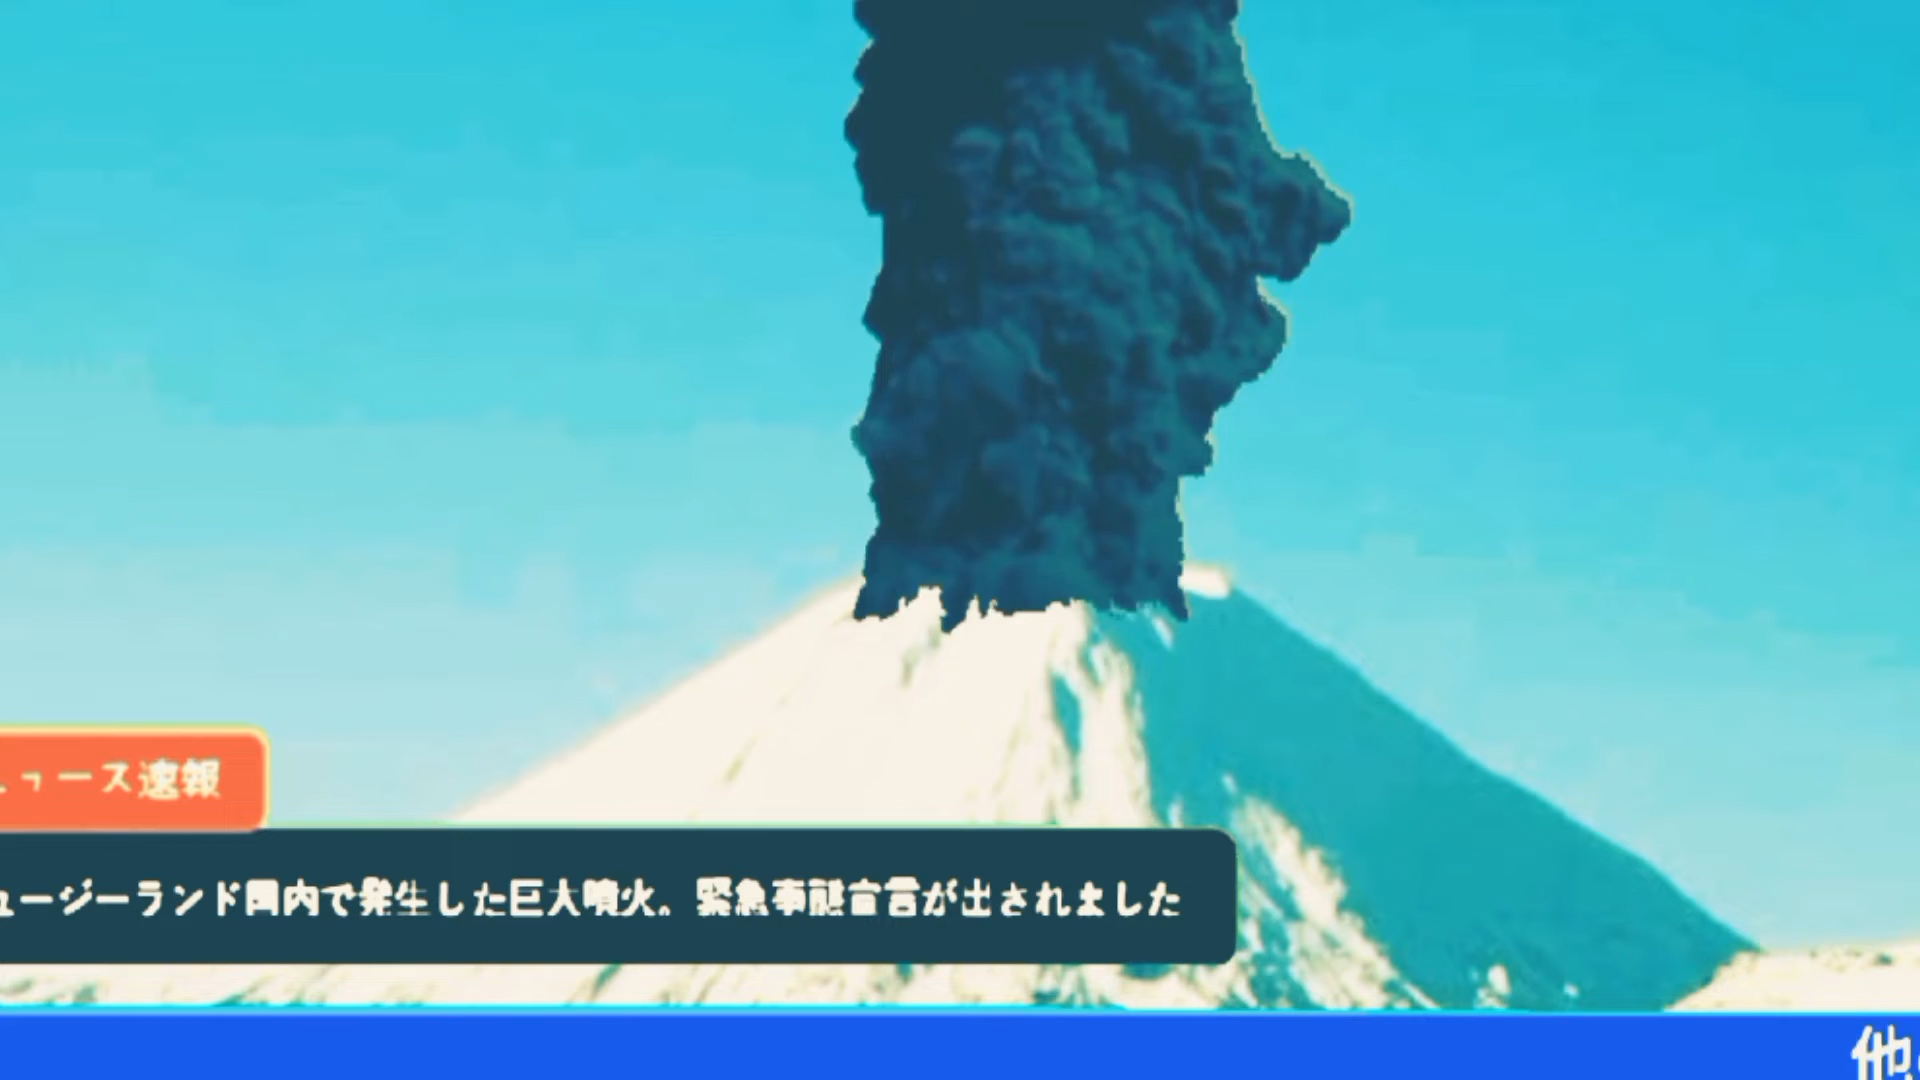 ュース速報
ュージーランド国内で発生した巨大噴火。緊急事態宣言が出されました
他